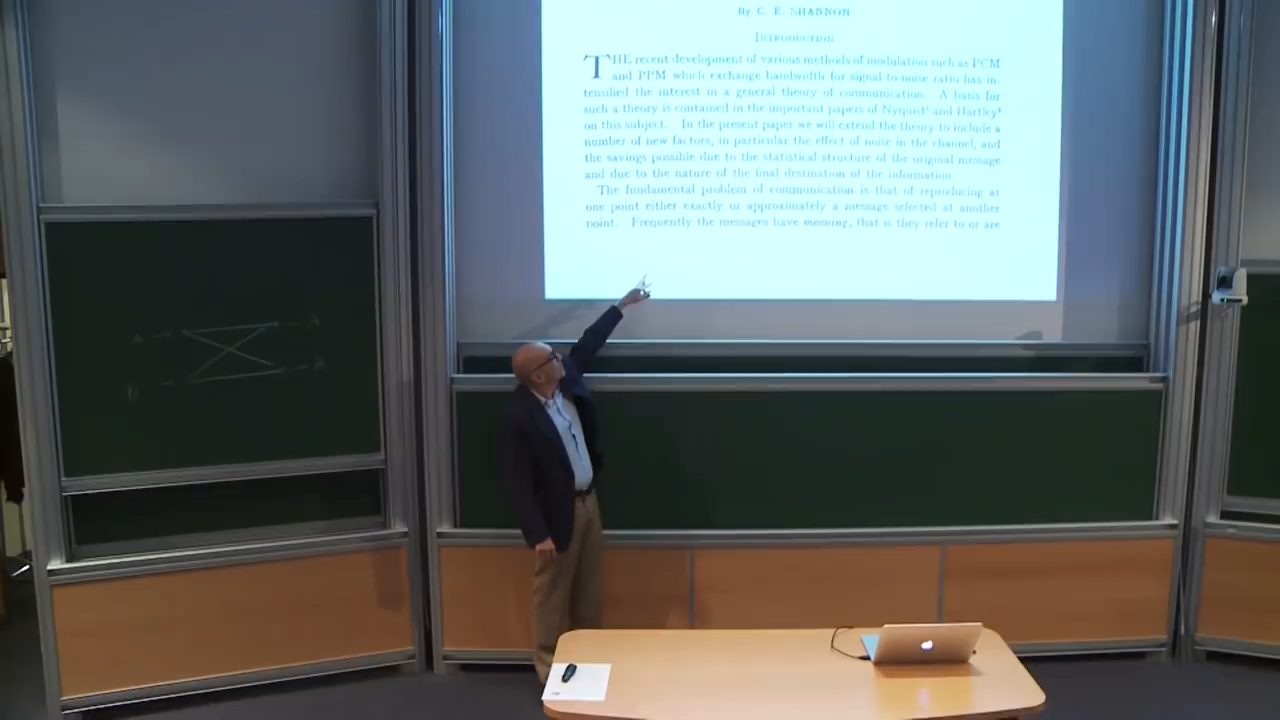 By C. E. SHANNON
INTRODUCTION
THE recent development of various methods of modulation such as PCM
and PPM which exchange bandwidth for signal-to-noise ratio has in-
tensified the interest in a general theory of communication. A basis for
such a theory is contained in the important papers of Nyquist¹ and Hartley²
on this subject. In the present paper we will extend the theory to include a
number of new factors, in particular the effect of noise in the channel, and
the savings possible due to the statistical structure of the original message
and due to the nature of the final destination of the information.
The fundamental problem of communication is that of reproducing at
one point either exactly or approximately a message selected at another
point. Frequently the messages have meaning, that is they refer to or are